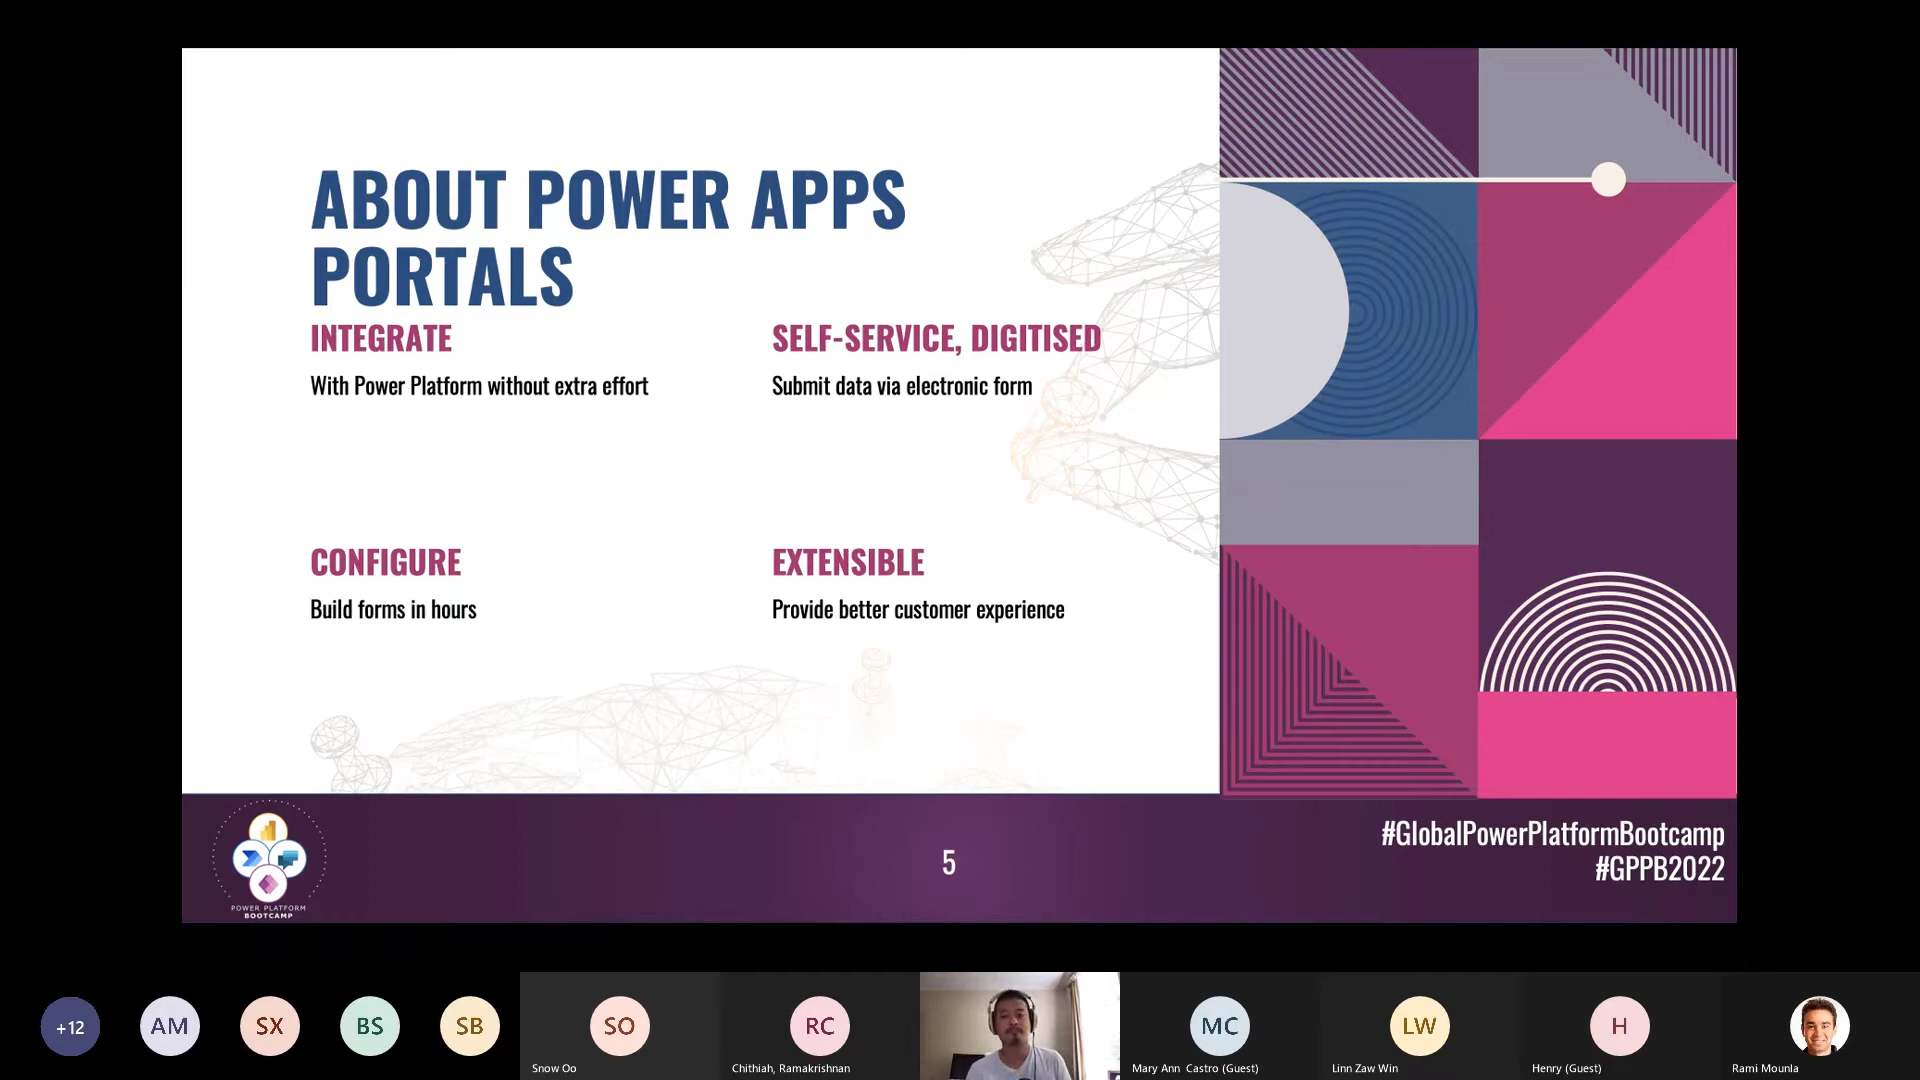 ABOUT POWER APPS
PORTALS
INTEGRATE
With Power Platform without extra effort
SELF-SERVICE, DIGITISED
Submit data via electronic form
CONFIGURE
Build forms in hours
EXTENSIBLE
Provide better customer experience
POWER PLATFORM
BOOTCAMP
5
#GlobalPowerPlatformBootcamp
#GPPB2022
+12
AM
SX
BS
SB
SO
Snow Oo
RC
Chithiah, Ramakrishnan
MC
Mary Ann Castro (Guest)
LW
Linn Zaw Win
H
Henry (Guest)
Rami Mounla